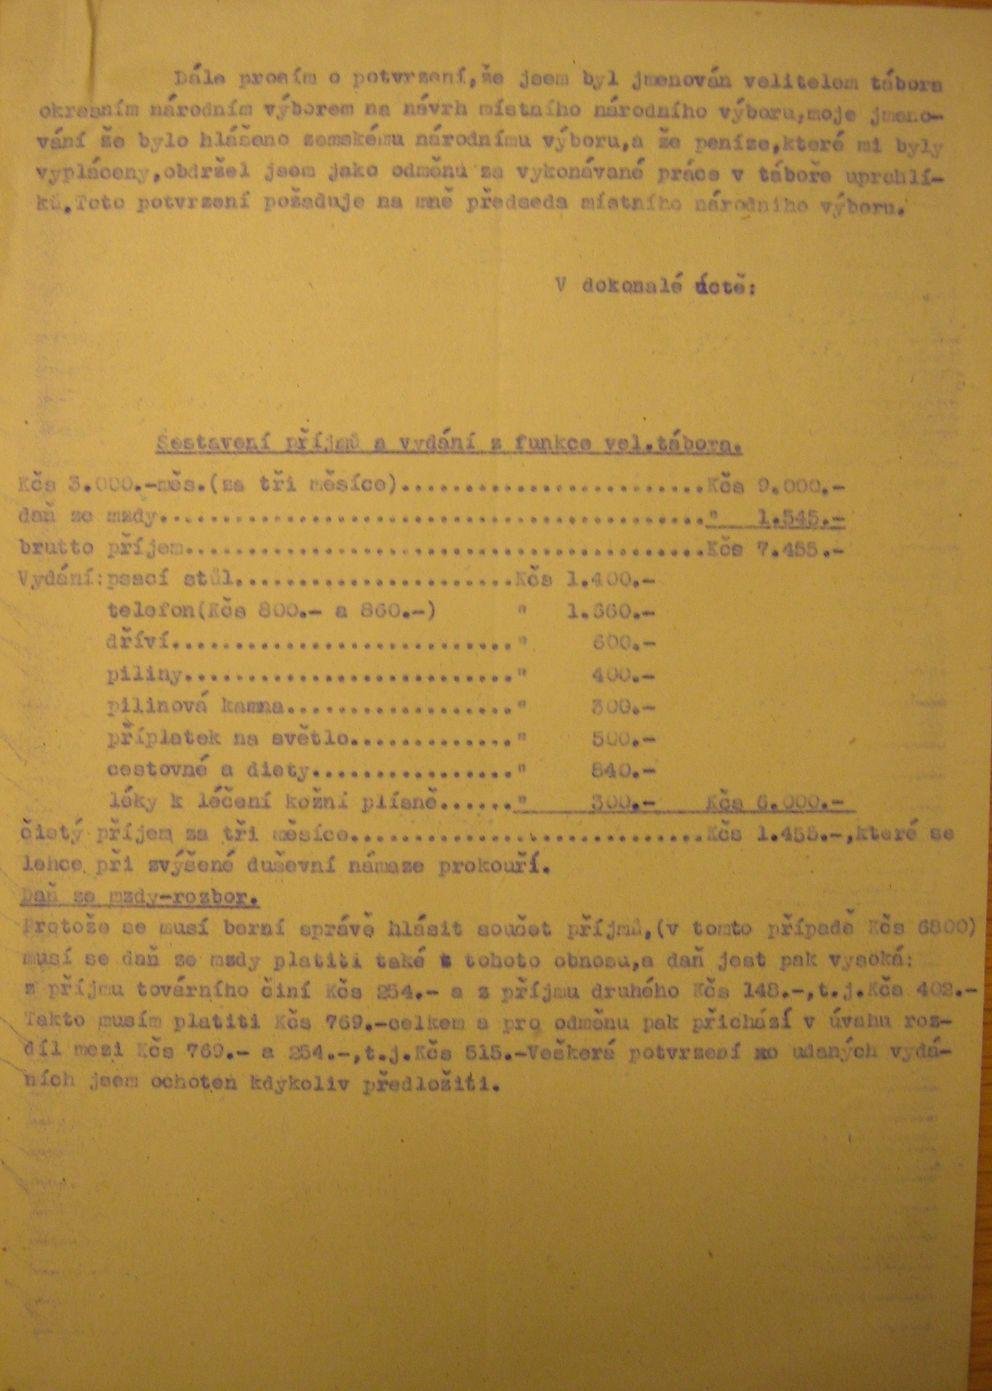 Dále prosím o potvrzení,že jsem byl jmenován velitelem tábora
okresním národním výborem na návrh místního národního výboru,moje jmeno-
vání že bylo hlášeno zemskému národnímu výboru,a že peníze,které mi byly
vypláceny,obdržel jsem jako odměnu za vykonávané práce v táboře uprchlí-
ků.Toto potvrzení požaduje na mně předseda místního národního výboru.
V dokonalé úctě:
Sestavení příjmů a vydání z funkce vel.tábora.
Kčs 3.000.-měs.(za tři měsíce)........................Kčs 9.000.-
daň ze mzdy..........................................." 1.545.-
brutto příjem.........................................Kčs 7.455.-
Vydání:psací stůl......................Kčs 1.400.-
telefon(Kčs 800.- a 860.-) " 1.660.-
dříví..........................." 600.-
piliny.........................." 400.-
pilinová kamna.................." 300.-
příplatek na světlo............." 500.-
cestovné a diety................" 840.-
léky k léčení kožní plísně......" 300.- Kčs 6.000.-
čistý příjem za tři měsíce............................Kčs 1.455.-,které se
lehce při zvýšené duševní námaze prokouří.
Daň ze mzdy-rozbor.
Protože se musí berní správě hlásit součet příjmů,(v tomto případě Kčs 6800)
musí se daň ze mzdy platiti také z tohoto obnosu,a daň jest pak vysoká:
z příjmu továrního činí Kčs 254.- a z příjmu druhého Kčs 148.-,t.j.Kčs 402.-
Takto musím platiti Kčs 769.-celkem a pro odměnu pak přichází v úvahu roz-
díl mezi Kčs 769.- a 254.-,t.j.Kčs 515.-Veškerá potvrzení o udaných vydá-
ních jsem ochoten kdykoliv předložiti.